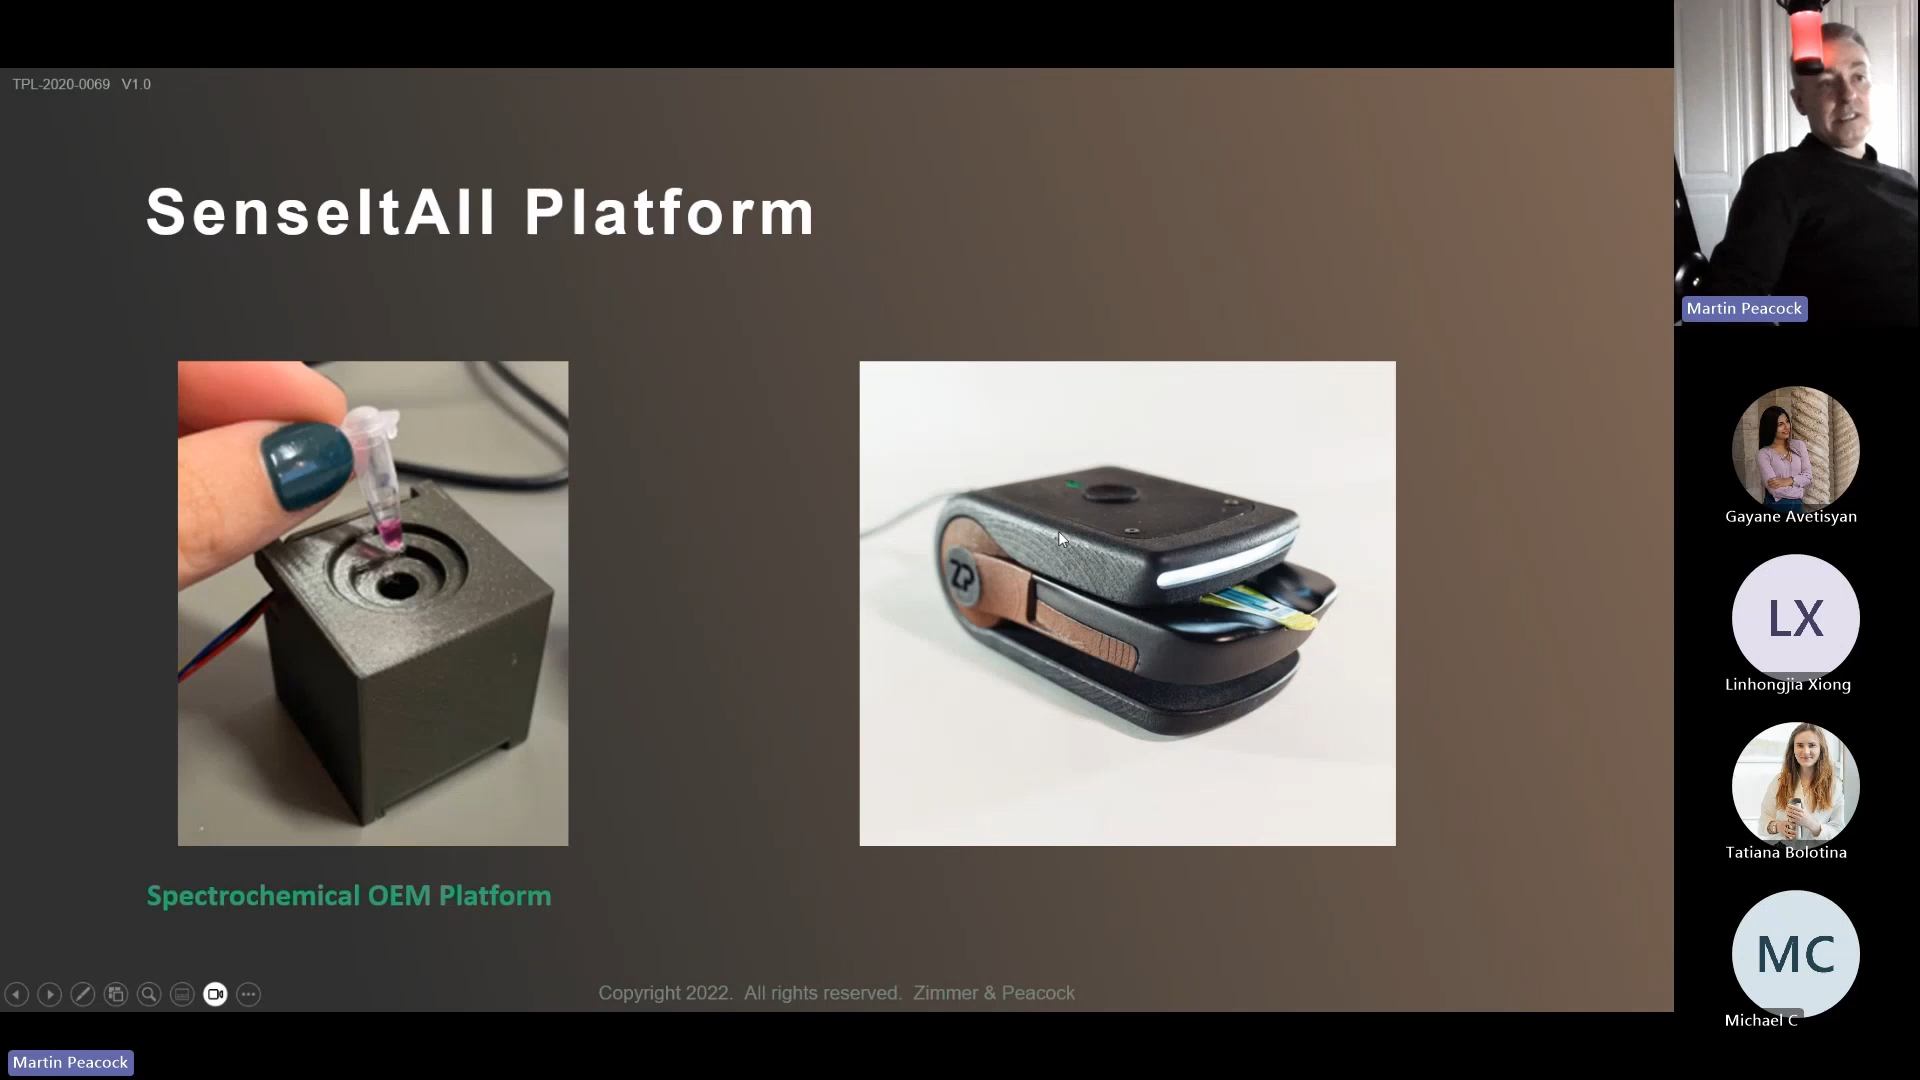 TPL-2020-0069 V1.0
SenseItAll Platform
ZP
Spectrochemical OEM Platform
Copyright 2022. All rights reserved. Zimmer & Peacock
Martin Peacock
Gayane Avetisyan
LX
Linhongjia Xiong
Tatiana Bolotina
MC
Michael C
Martin Peacock